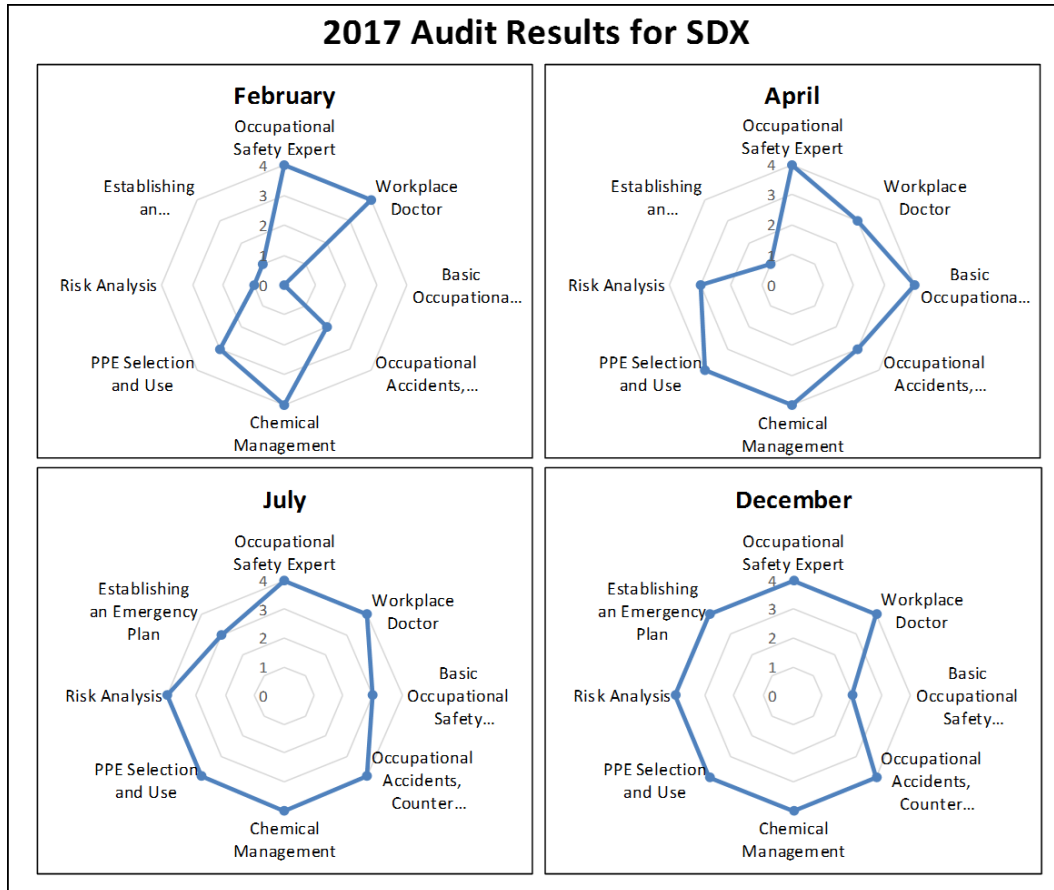 2017 Audit Results for SDX
February
Occupational
Safety Expert
Workplace
Doctor
Basic
Occupationa...
Occupational
Accidents,...
Chemical
Management
PPE Selection
and Use
Risk Analysis
Establishing
an...
4
3
2
1
0
April
Occupational
Safety Expert
Workplace
Doctor
Basic
Occupationa...
Occupational
Accidents,...
Chemical
Management
PPE Selection
and Use
Risk Analysis
Establishing
an...
4
3
2
1
0
July
Occupational
Safety Expert
Workplace
Doctor
Basic
Occupational
Safety...
Occupational
Accidents,
Counter...
Chemical
Management
PPE Selection
and Use
Risk Analysis
Establishing
an Emergency
Plan
4
3
2
1
0
December
Occupational
Safety Expert
Workplace
Doctor
Basic
Occupational
Safety...
Occupational
Accidents,
Counter...
Chemical
Management
PPE Selection
and Use
Risk Analysis
Establishing
an Emergency
Plan
4
3
2
1
0